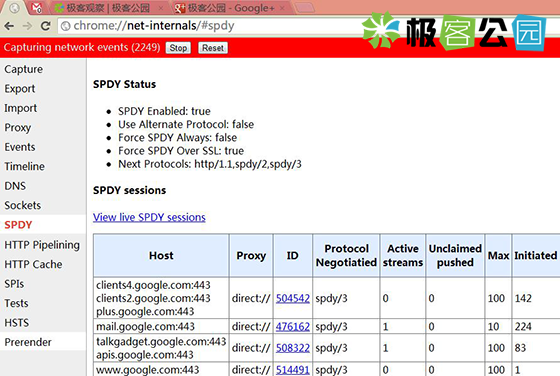 极客观察 | 极客公园
极客公园 - Google+
chrome://net-internals/#spdy
极客公园
Capturing network events (2249) Stop Reset
Capture
Export
Import
Proxy
Events
Timeline
DNS
Sockets
SPDY
HTTP Pipelining
HTTP Cache
SPIs
Tests
HSTS
Prerender
SPDY Status
SPDY Enabled: true
Use Alternate Protocol: false
Force SPDY Always: false
Force SPDY Over SSL: true
Next Protocols: http/1.1,spdy/2,spdy/3
SPDY sessions
View live SPDY sessions
Host Proxy ID Protocol Negotiatied Active streams Unclaimed pushed Max Initiated
clients4.google.com:443
clients2.google.com:443 direct:// 504542 spdy/3 0 0 100 142
plus.google.com:443
mail.google.com:443 direct:// 476162 spdy/3 1 0 10 224
talkgadget.google.com:443 direct:// 508322 spdy/3 1 0 100 83
apis.google.com:443
www.google.com:443 direct:// 514491 spdy/3 0 0 100 1